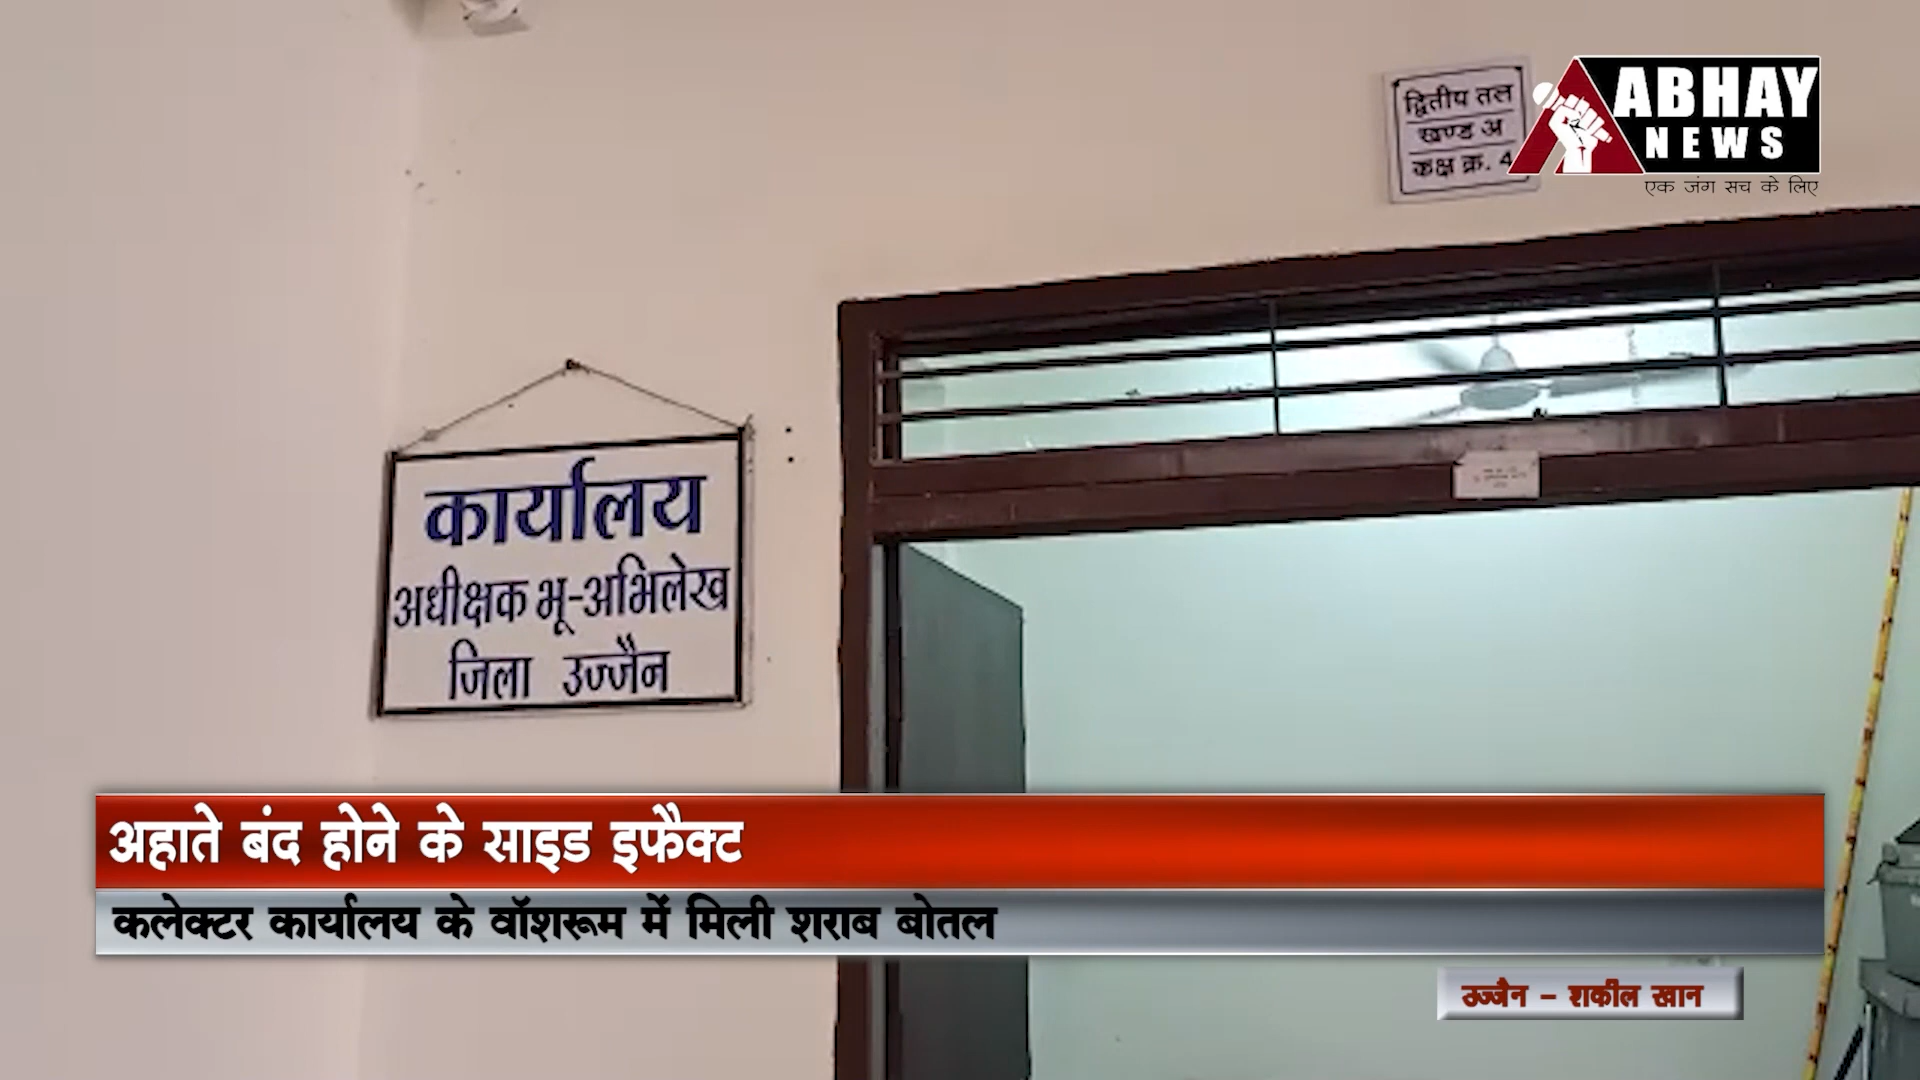 द्वितीय तल
खण्ड अ
कक्ष क्र. 4
ABHAY
NEWS
एक जंग सच के लिए
कार्यालय
अधीक्षक भू-अभिलेख
जिला उज्जैन
अहाते बंद होने के साइड इफैक्ट
कलेक्टर कार्यालय के वॉशरूम में मिली शराब बोतल
उज्जैन - शकील खान